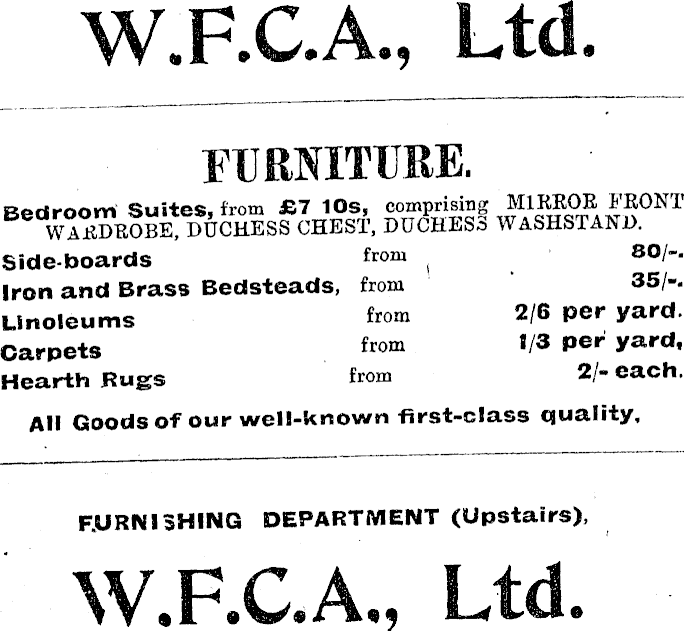 W.F.C.A., Ltd.
FURNITURE.
Bedroom Suites, from £7 10s, comprising MIRROR FRONT
WARDROBE, DUCHESS CHEST, DUCHESS WASHSTAND.
Side-boards from 80/-.
Iron and Brass Bedsteads, from 35/-.
Linoleums from 2/6 per yard.
Carpets from 1/3 per yard,
Hearth Rugs from 2/- each.
All Goods of our well-known first-class quality,
FURNISHING DEPARTMENT (Upstairs),
W.F.C.A., Ltd.